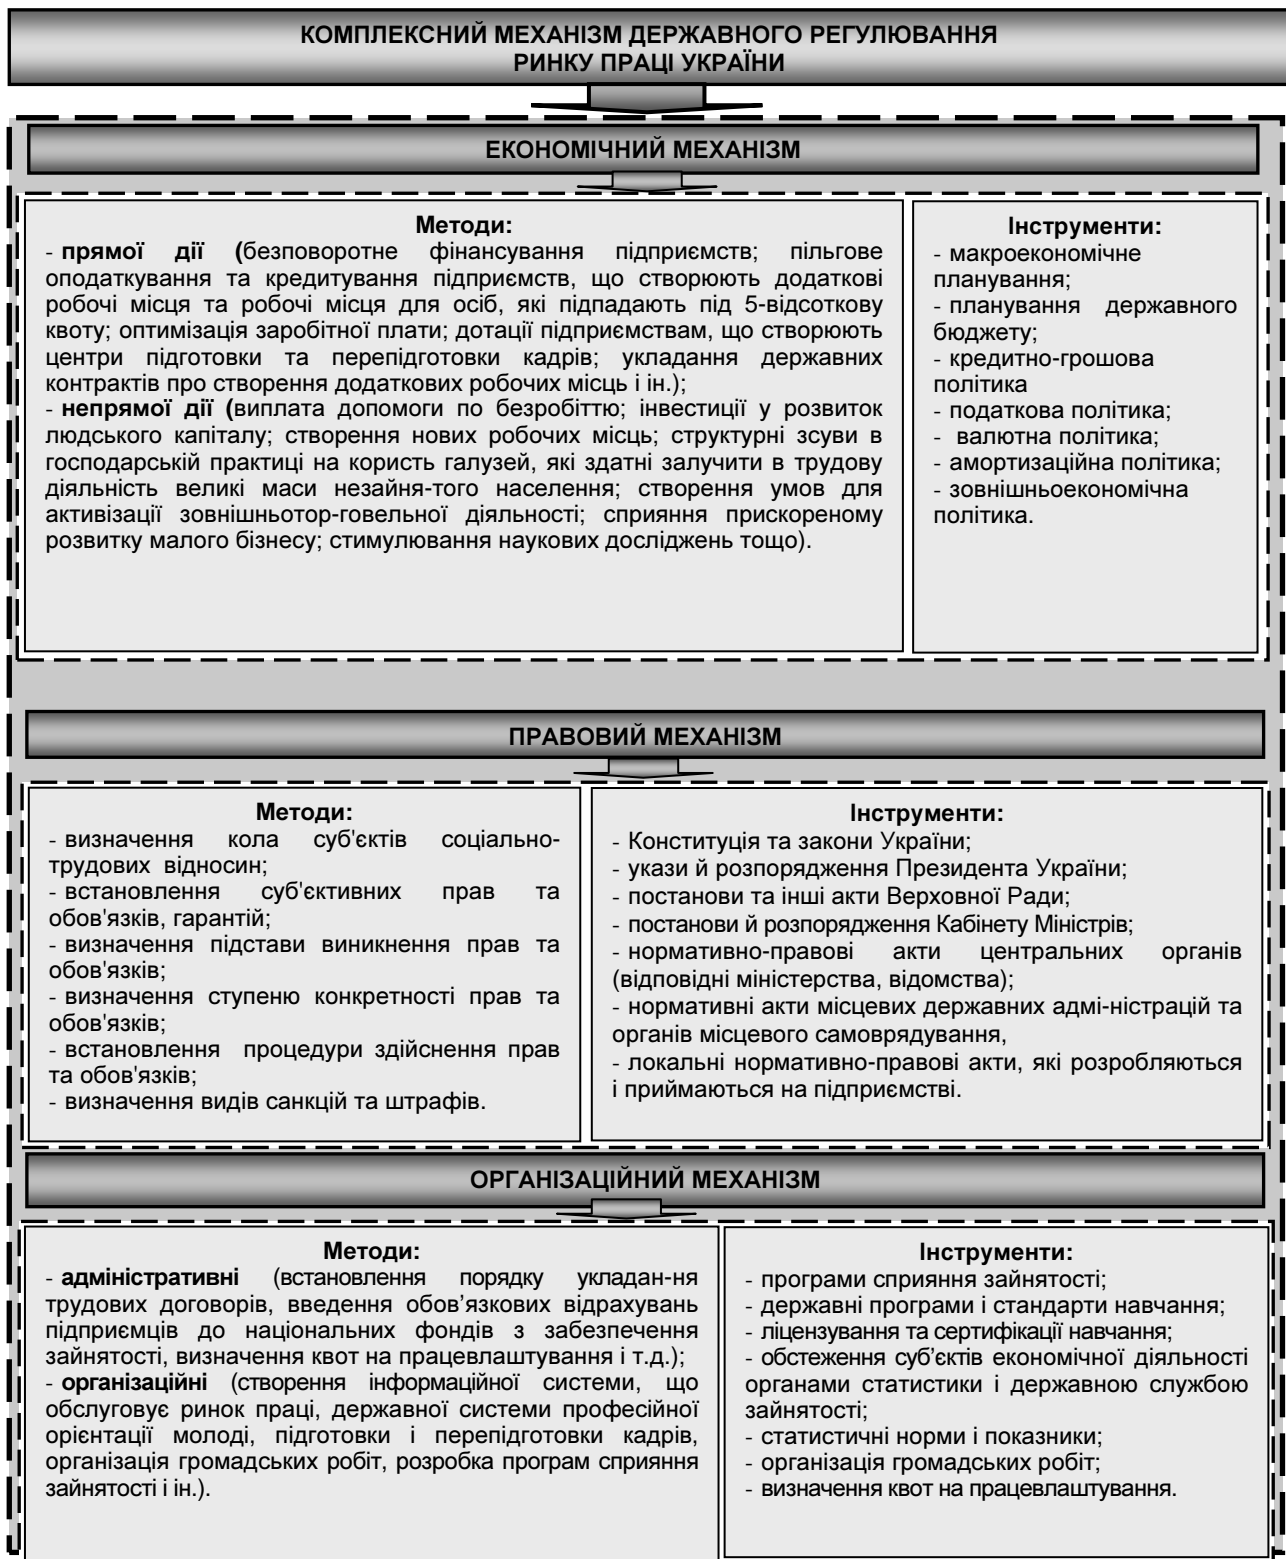 КОМПЛЕКСНИЙ МЕХАНІЗМ ДЕРЖАВНОГО РЕГУЛЮВАННЯ
РИНКУ ПРАЦІ УКРАЇНИ
ЕКОНОМІЧНИЙ МЕХАНІЗМ
Методи:
- прямої дії (безповоротне фінансування підприємств; пільгове
оподаткування та кредитування підприємств, що створюють додаткові
робочі місця та робочі місця для осіб, які підпадають під 5-відсоткову
квоту; оптимізація заробітної плати; дотації підприємствам, що створюють
центри підготовки та перепідготовки кадрів; укладання державних
контрактів про створення додаткових робочих місць і ін.);
- непрямої дії (виплата допомоги по безробіттю; інвестиції у розвиток
людського капіталу; створення нових робочих місць; структурні зсуви в
господарській практиці на користь галузей, які здатні залучити в трудову
діяльність великі маси незайня-того населення; створення умов для
активізації зовнішньотор-говельної діяльності; сприяння прискореному
розвитку малого бізнесу; стимулювання наукових досліджень тощо).
Інструменти:
- макроекономічне
планування;
- планування державного
бюджету;
- кредитно-грошова
політика
- податкова політика;
- валютна політика;
- амортизаційна політика;
- зовнішньоекономічна
політика.
ПРАВОВИЙ МЕХАНІЗМ
Методи:
- визначення кола суб'єктів соціально-
трудових відносин;
- встановлення суб'єктивних прав та
обов'язків, гарантій;
- визначення підстави виникнення прав та
обов'язків;
- визначення ступеню конкретності прав та
обов'язків;
- встановлення процедури здійснення прав
та обов'язків;
- визначення видів санкцій та штрафів.
Інструменти:
- Конституція та закони України;
- укази й розпорядження Президента України;
- постанови та інші акти Верховної Ради;
- постанови й розпорядження Кабінету Міністрів;
- нормативно-правові акти центральних органів
(відповідні міністерства, відомства);
- нормативні акти місцевих державних адмі-ністрацій та
органів місцевого самоврядування,
- локальні нормативно-правові акти, які розробляються
і приймаються на підприємстві.
ОРГАНІЗАЦІЙНИЙ МЕХАНІЗМ
Методи:
- адміністративні (встановлення порядку укладан-ня
трудових договорів, введення обов’язкових відрахувань
підприємців до національних фондів з забезпечення
зайнятості, визначення квот на працевлаштування і т.д.);
- організаційні (створення інформаційної системи, що
обслуговує ринок праці, державної системи професійної
орієнтації молоді, підготовки і перепідготовки кадрів,
організація громадських робіт, розробка програм сприяння
зайнятості і ін.).
Інструменти:
- програми сприяння зайнятості;
- державні програми і стандарти навчання;
- ліцензування та сертифікації навчання;
- обстеження суб’єктів економічної діяльності
органами статистики і державною службою
зайнятості;
- статистичні норми і показники;
- організація громадських робіт;
- визначення квот на працевлаштування.